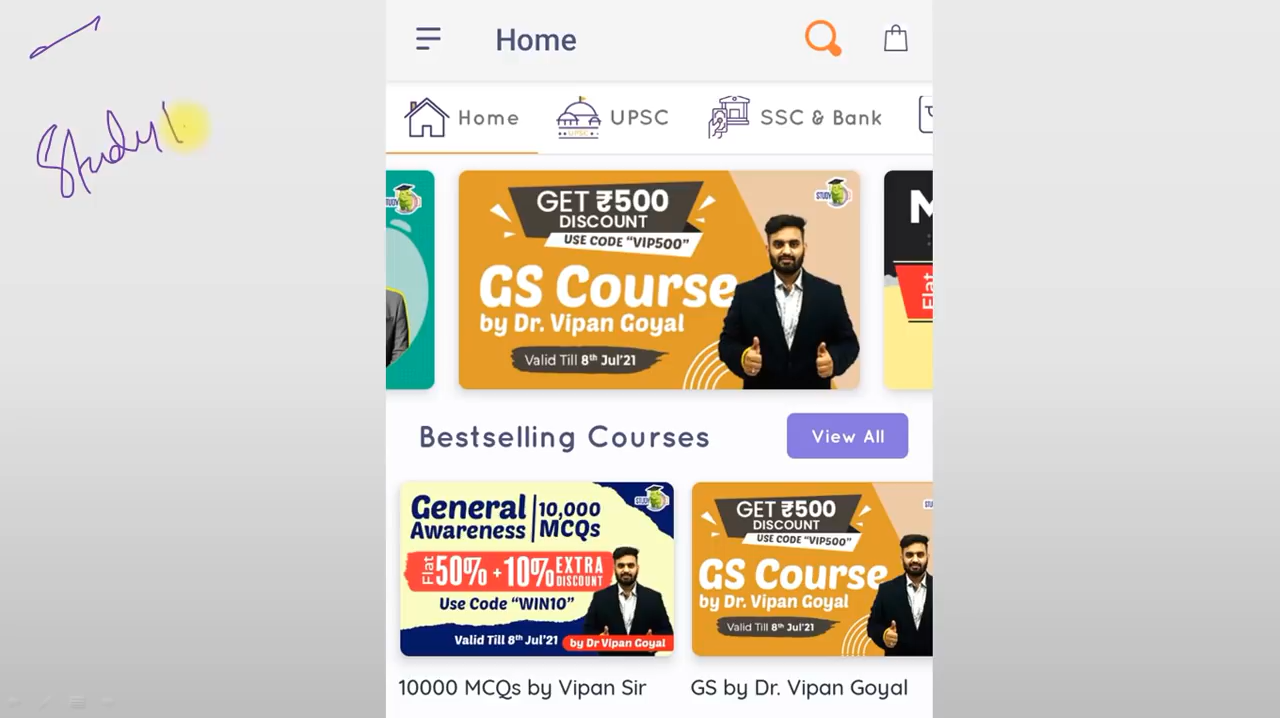 Study
Home
Home
UPSC
SSC & Bank
GET ₹500
DISCOUNT
USE CODE "VIP500"
GS Course
by Dr. Vipan Goyal
Valid Till 8th Jul'21
STUDY
M
Flat
Bestselling Courses
View All
General Awareness
10,000 MCQs
Flat 50% + 10% EXTRA DISCOUNT
Use Code "WIN10"
Valid Till 8th Jul'21
by Dr Vipan Goyal
GET ₹500
DISCOUNT
USE CODE "VIP500"
GS Course
by Dr. Vipan Goyal
Valid Till 8th Jul'21
10000 MCQs by Vipan Sir
GS by Dr. Vipan Goyal